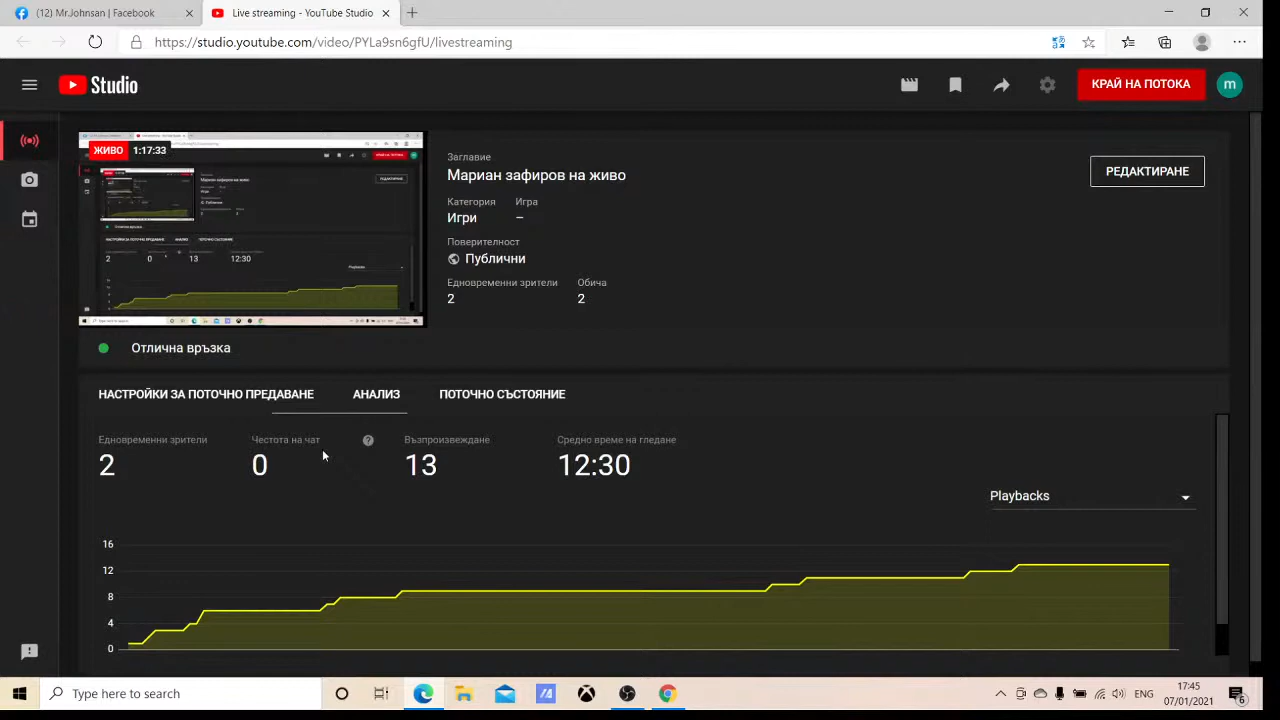 (12) Mr.Johnsan | Facebook
Live streaming - YouTube Studio
https://studio.youtube.com/video/PYLa9sn6gfU/livestreaming
Studio
КРАЙ НА ПОТОКА
m
ЖИВО 1:17:33
Заглавие
Мариан зафиров на живо
РЕДАКТИРАНЕ
Категория Игра
Игри –
Поверителност
Публични
Едновременни зрители Обича
2 2
Отлична връзка
НАСТРОЙКИ ЗА ПОТОЧНО ПРЕДАВАНЕ АНАЛИЗ ПОТОЧНО СЪСТОЯНИЕ
Едновременни зрители Честота на чат Възпроизвеждане Средно време на гледане
2 0 13 12:30
Playbacks
16
12
8
4
0
Type here to search
ENG
17:45
07/01/2021
6